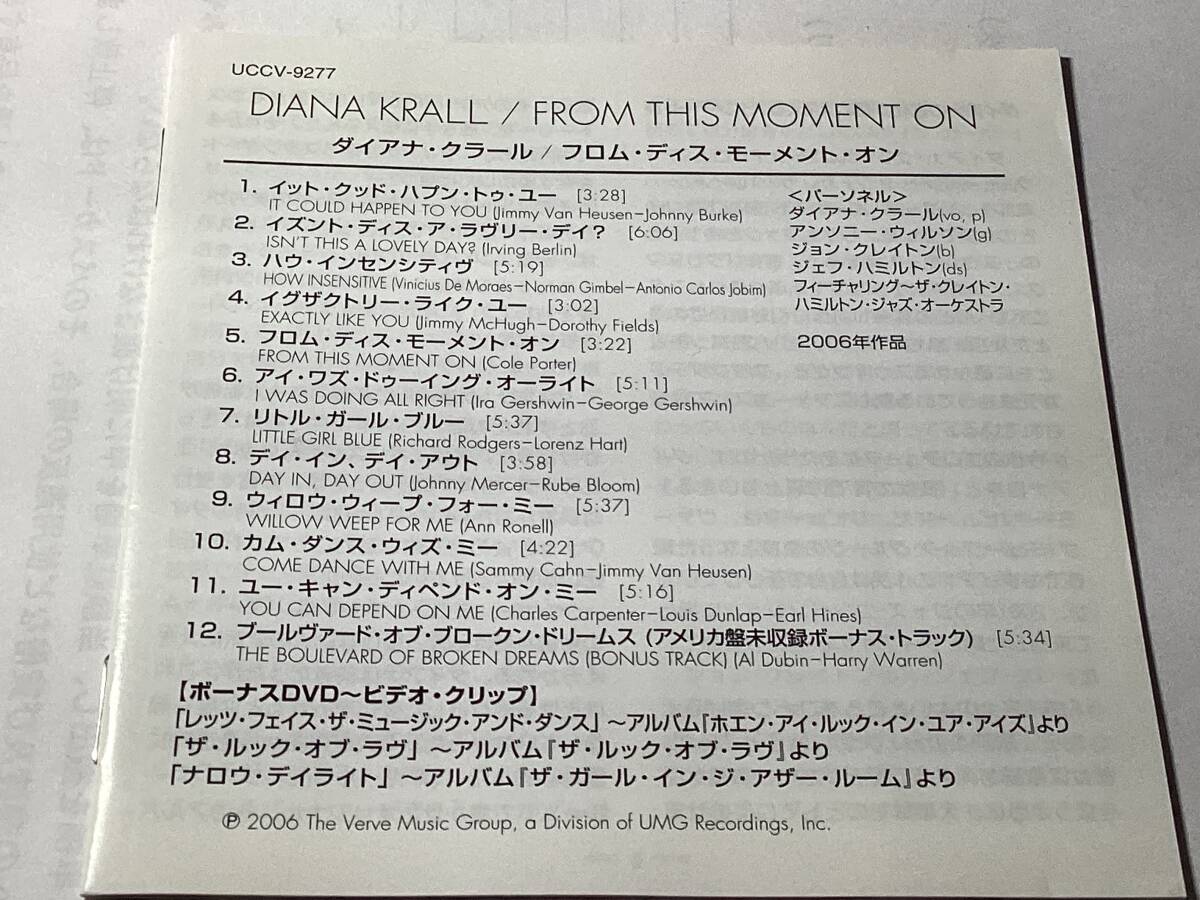 UCCV-9277
DIANA KRALL / FROM THIS MOMENT ON
ダイアナ・クラール / フロム・ディス・モーメント・オン
1. イット・クッド・ハプン・トゥ・ユー [3:28]
IT COULD HAPPEN TO YOU (Jimmy Van Heusen–Johnny Burke)
2. イズント・ディス・ア・ラヴリー・デイ? [6:06]
ISN'T THIS A LOVELY DAY? (Irving Berlin)
3. ハウ・インセンシティヴ [5:19]
HOW INSENSITIVE (Vinicius De Moraes–Norman Gimbel–Antonio Carlos Jobim)
4. イグザクトリー・ライク・ユー [3:02]
EXACTLY LIKE YOU (Jimmy McHugh–Dorothy Fields)
5. フロム・ディス・モーメント・オン [3:22]
FROM THIS MOMENT ON (Cole Porter)
6. アイ・ワズ・ドゥーイング・オーライト [5:11]
I WAS DOING ALL RIGHT (Ira Gershwin–George Gershwin)
7. リトル・ガール・ブルー [5:37]
LITTLE GIRL BLUE (Richard Rodgers–Lorenz Hart)
8. デイ・イン、デイ・アウト [3:58]
DAY IN, DAY OUT (Johnny Mercer–Rube Bloom)
9. ウィロウ・ウィープ・フォー・ミー [5:37]
WILLOW WEEP FOR ME (Ann Ronell)
10. カム・ダンス・ウィズ・ミー [4:22]
COME DANCE WITH ME (Sammy Cahn–Jimmy Van Heusen)
11. ユー・キャン・ディペンド・オン・ミー [5:16]
YOU CAN DEPEND ON ME (Charles Carpenter–Louis Dunlap–Earl Hines)
12. ブールヴァード・オブ・ブロークン・ドリームス (アメリカ盤未収録ボーナス・トラック) [5:34]
THE BOULEVARD OF BROKEN DREAMS (BONUS TRACK) (Al Dubin–Harry Warren)
<パーソネル>
ダイアナ・クラール(vo, p)
アンソニー・ウィルソン(g)
ジョン・クレイトン(b)
ジェフ・ハミルトン(ds)
フィーチャリング〜ザ・クレイトン・
ハミルトン・ジャズ・オーケストラ
2006年作品
【ボーナスDVD〜ビデオ・クリップ】
「レッツ・フェイス・ザ・ミュージック・アンド・ダンス」 〜アルバム『ホエン・アイ・ルック・イン・ユア・アイズ』より
「ザ・ルック・オブ・ラヴ」 〜アルバム『ザ・ルック・オブ・ラヴ』より
「ナロウ・デイライト」 〜アルバム『ザ・ガール・イン・ジ・アザー・ルーム』より
℗ 2006 The Verve Music Group, a Division of UMG Recordings, Inc.